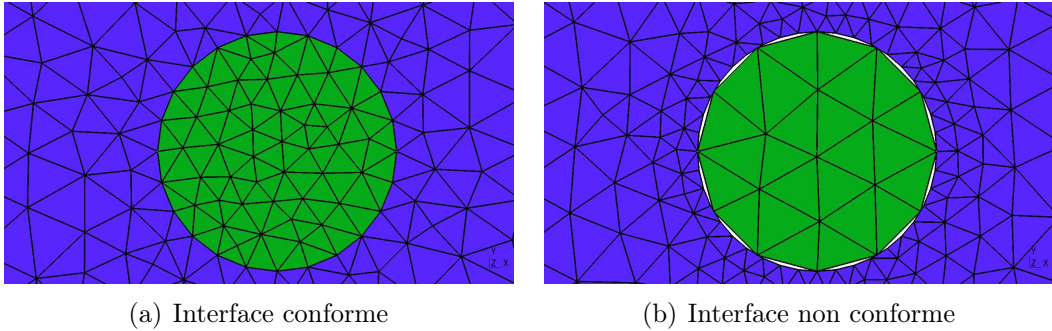 Y
Z X
Y
Z X
(a) Interface conforme
(b) Interface non conforme